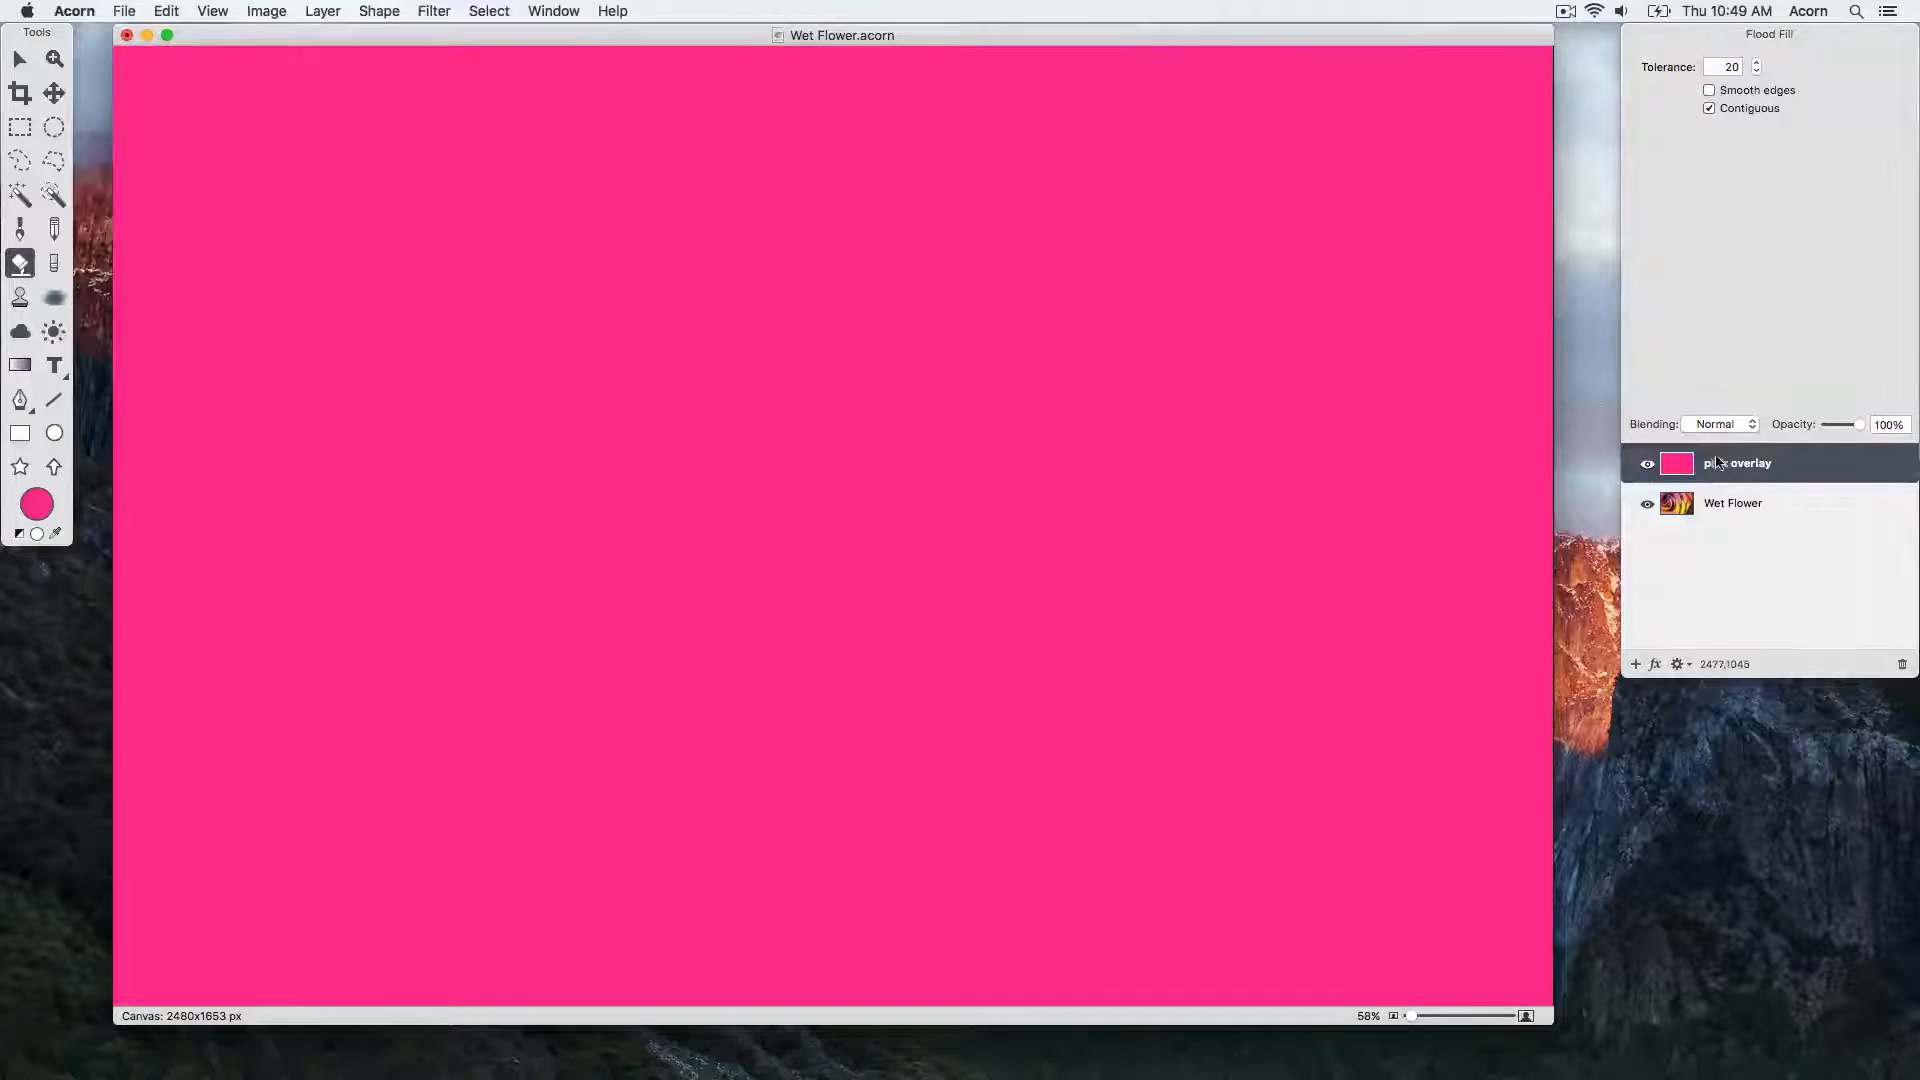 Acorn File Edit View Image Layer Shape Filter Select Window Help
Thu 10:49 AM Acorn
Tools
Wet Flower.acorn
Flood Fill
Tolerance: 20
Smooth edges
Contiguous
Blending: Normal Opacity: 100%
overlay
Wet Flower
fx 2477,1045
T
Canvas: 2480x1653 px
58%